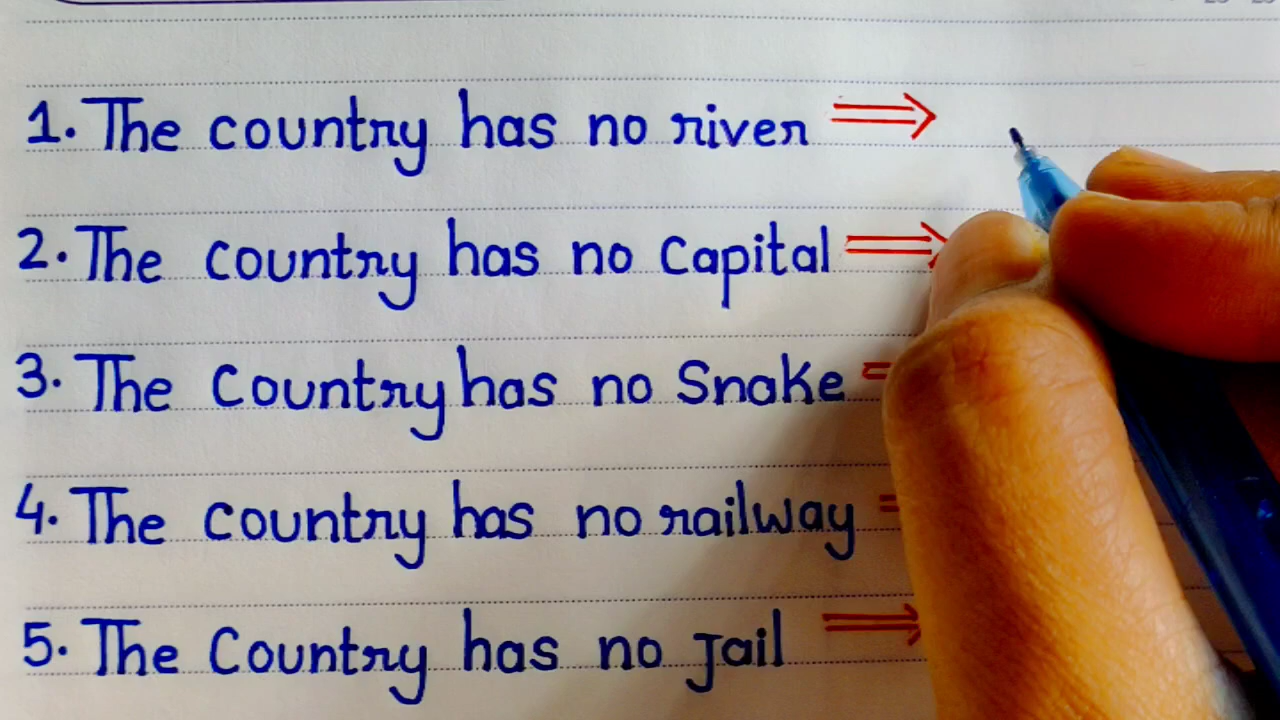 1. The country has no river ⇒
2. The country has no Capital ⇒
3. The Country has no Snake
4. The country has no railway
5. The Country has no Jail ⇒